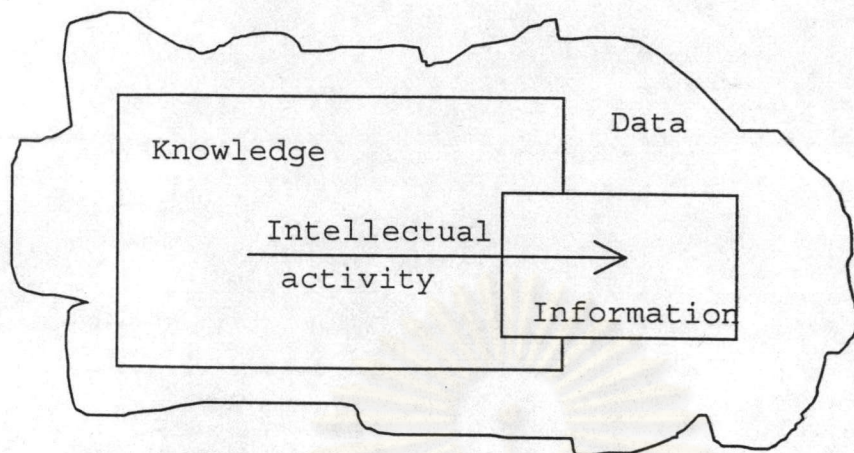 Data
Knowledge
Intellectual
activity
Information